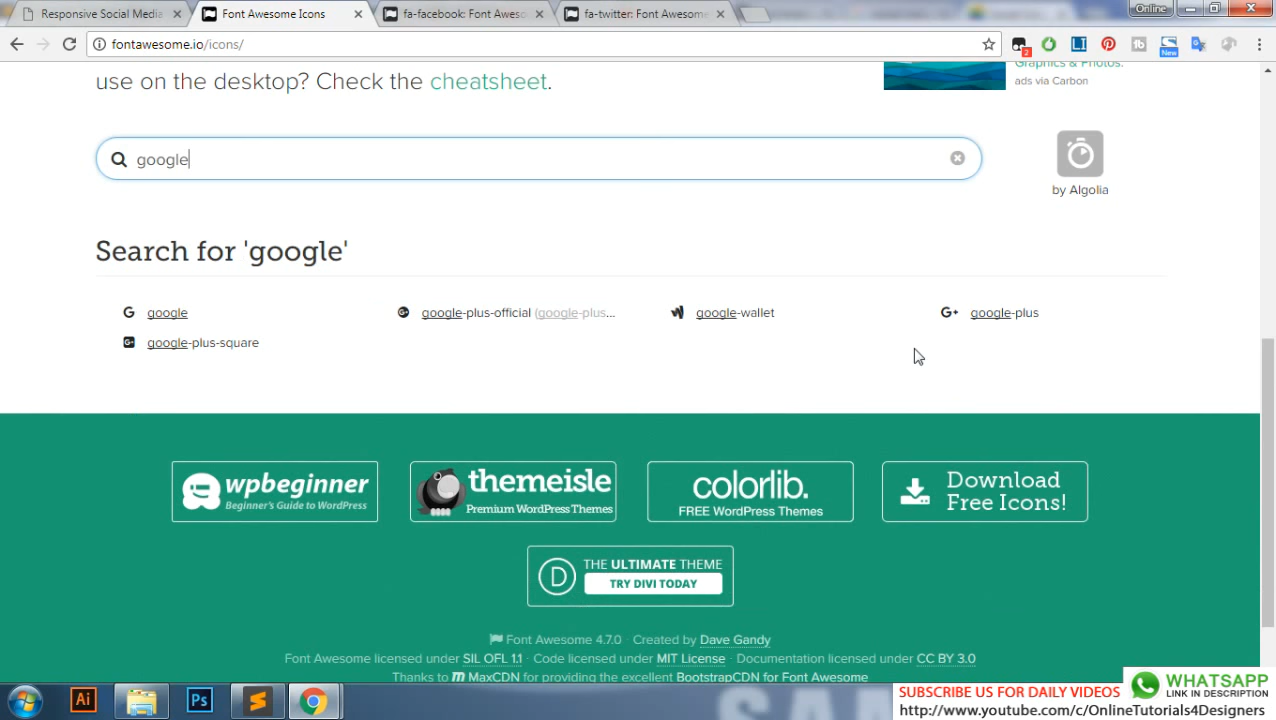 Responsive Social Media
Font Awesome Icons
fa-facebook: Font Aweso
fa-twitter: Font Awesom
Online
fontawesome.io/icons/
2
New
use on the desktop? Check the cheatsheet.
Graphics & Photos.
ads via Carbon
google
by Algolia
Search for 'google'
google
google-plus-official (google-plus...
google-wallet
google-plus
google-plus-square
wpbeginner
Beginner's Guide to WordPress
themeisle
Premium WordPress Themes
colorlib.
FREE WordPress Themes
Download
Free Icons!
THE ULTIMATE THEME
TRY DIVI TODAY
Font Awesome 4.7.0 · Created by Dave Gandy
Font Awesome licensed under SIL OFL 1.1 · Code licensed under MIT License · Documentation licensed under CC BY 3.0
Thanks to MaxCDN for providing the excellent BootstrapCDN for Font Awesome
Ai
Ps
SUBSCRIBE US FOR DAILY VIDEOS
http://www.youtube.com/c/OnlineTutorials4Designers
WHATSAPP
LINK IN DESCRIPTION